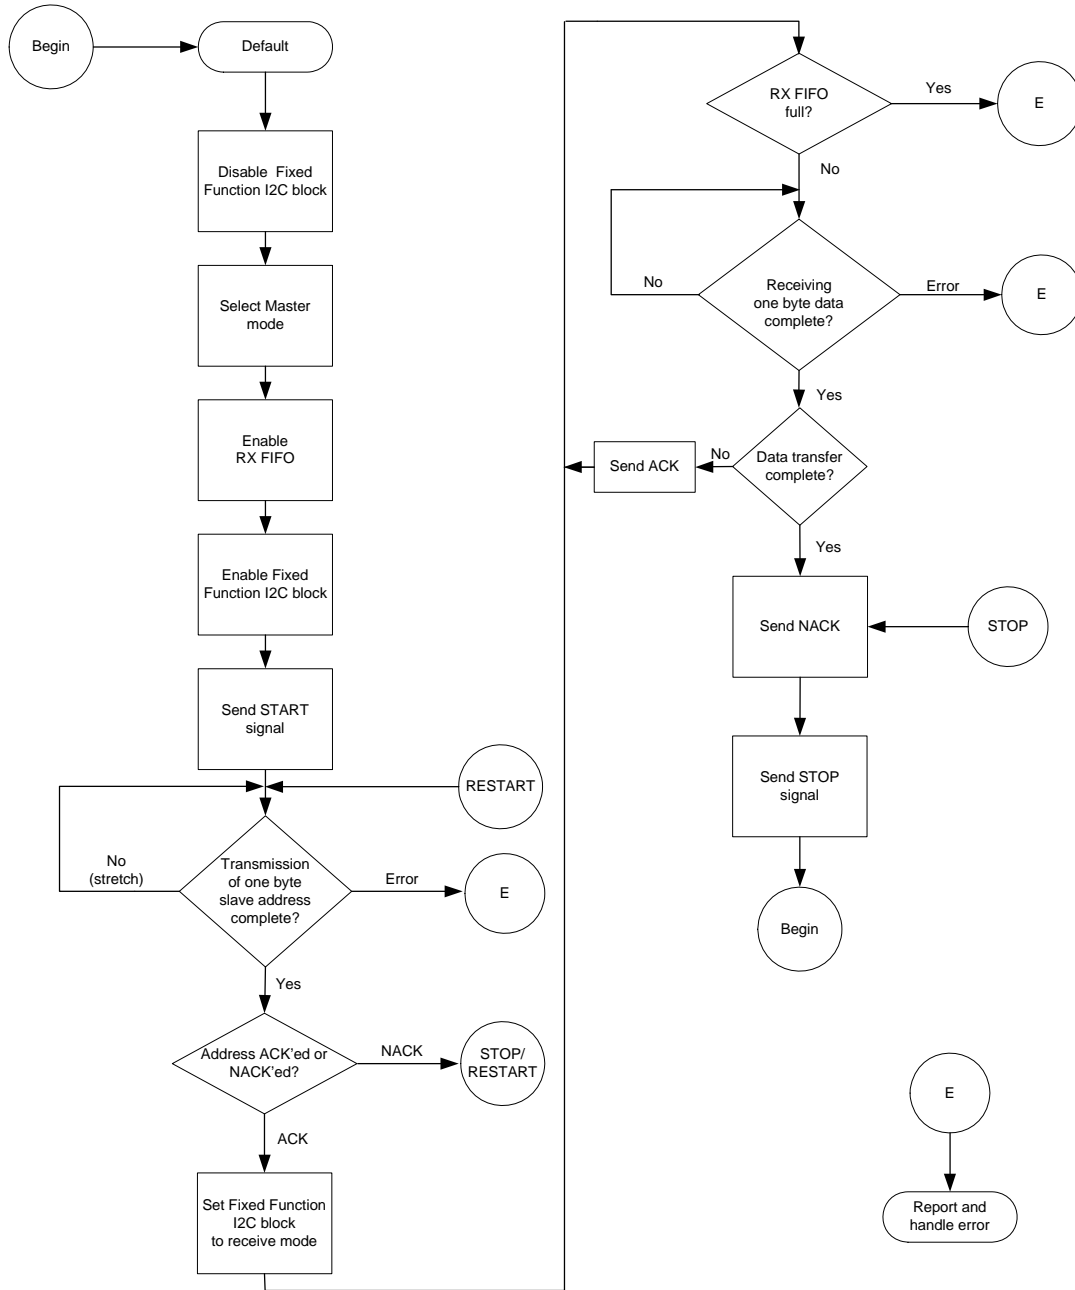 Begin
Default
Disable Fixed
Function I2C block
Select Master
mode
Enable
RX FIFO
Enable Fixed
Function I2C block
Send START
signal
RESTART
No
(stretch)
Transmission
of one byte
slave address
complete?
Error
E
Yes
Address ACK'ed or
NACK'ed?
NACK
STOP/
RESTART
ACK
Set Fixed Function
I2C block
to receive mode
RX FIFO
full?
Yes
E
No
No
Receiving
one byte data
complete?
Error
E
Yes
Send ACK
No
Data transfer
complete?
Yes
Send NACK
STOP
Send STOP
signal
Begin
E
Report and
handle error